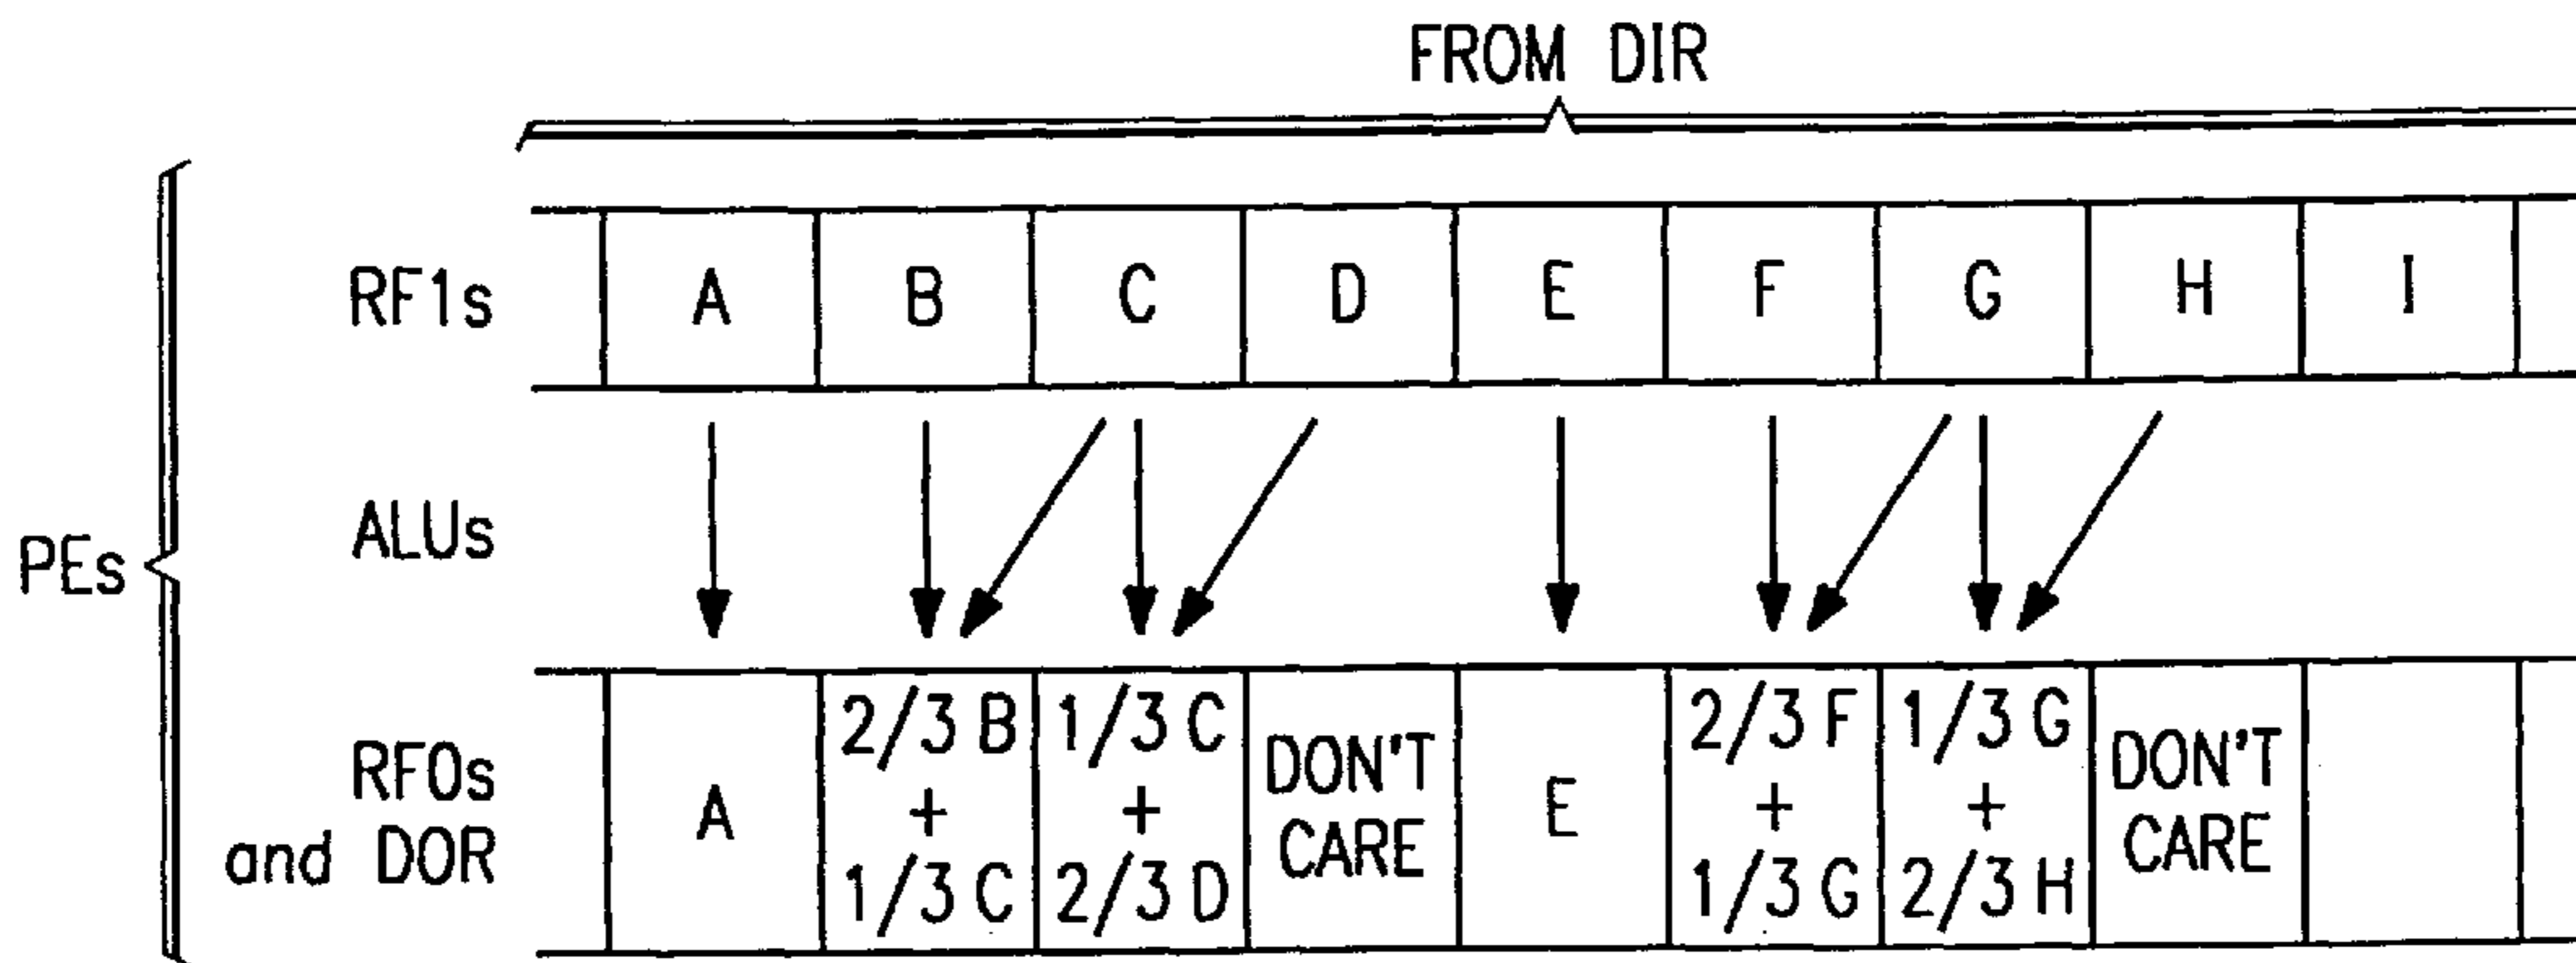 FROM DIR
RF1s A B C D E F G H I
PEs ALUs
RF0s and DOR
A
2/3 B + 1/3 C
1/3 C + 2/3 D
DON'T CARE
E
2/3 F + 1/3 G
1/3 G + 2/3 H
DON'T CARE